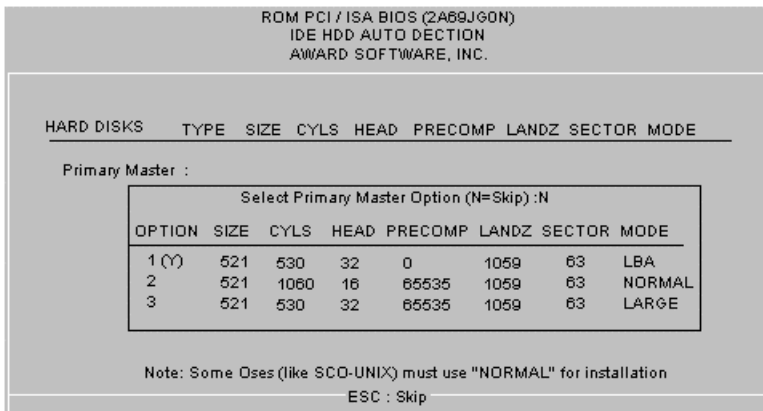 ROM PCI / ISA BIOS (2A69JG0N)
IDE HDD AUTO DECTION
AWARD SOFTWARE, INC.
HARD DISKS TYPE SIZE CYLS HEAD PRECOMP LANDZ SECTOR MODE
Primary Master :
Select Primary Master Option (N=Skip) :N
OPTION SIZE CYLS HEAD PRECOMP LANDZ SECTOR MODE
1 (Y) 521 530 32 0 1059 63 LBA
2 521 1060 16 65535 1059 63 NORMAL
3 521 530 32 65535 1059 63 LARGE
Note: Some Oses (like SCO-UNIX) must use "NORMAL" for installation
ESC : Skip